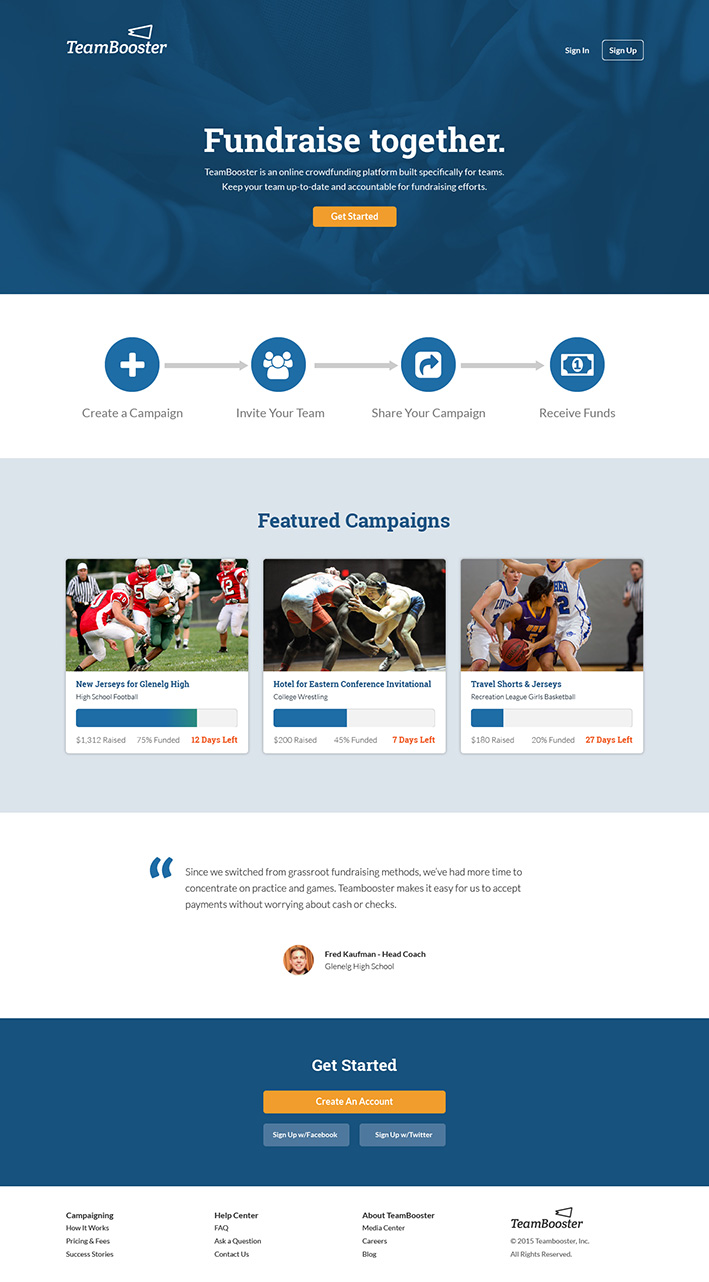 TeamBooster
Sign In
Sign Up
Fundraise together.
TeamBooster is an online crowdfunding platform built specifically for teams.
Keep your team up-to-date and accountable for fundraising efforts.
Get Started
1
Create a Campaign
Invite Your Team
Share Your Campaign
Receive Funds
Featured Campaigns
New Jerseys for Glenelg High
High School Football
$1,312 Raised
75% Funded
12 Days Left
Hotel for Eastern Conference Invitational
College Wrestling
$200 Raised
45% Funded
7 Days Left
Travel Shorts & Jerseys
Recreation League Girls Basketball
$180 Raised
20% Funded
27 Days Left
“
Since we switched from grassroot fundraising methods, we’ve had more time to
concentrate on practice and games. Teambooster makes it easy for us to accept
payments without worrying about cash or checks.
Fred Kaufman - Head Coach
Glenelg High School
Get Started
Create An Account
Sign Up w/Facebook
Sign Up w/Twitter
Campaigning
How It Works
Pricing & Fees
Success Stories
Help Center
FAQ
Ask a Question
Contact Us
About TeamBooster
Media Center
Careers
Blog
TeamBooster
© 2015 Teambooster, Inc.
All Rights Reserved.